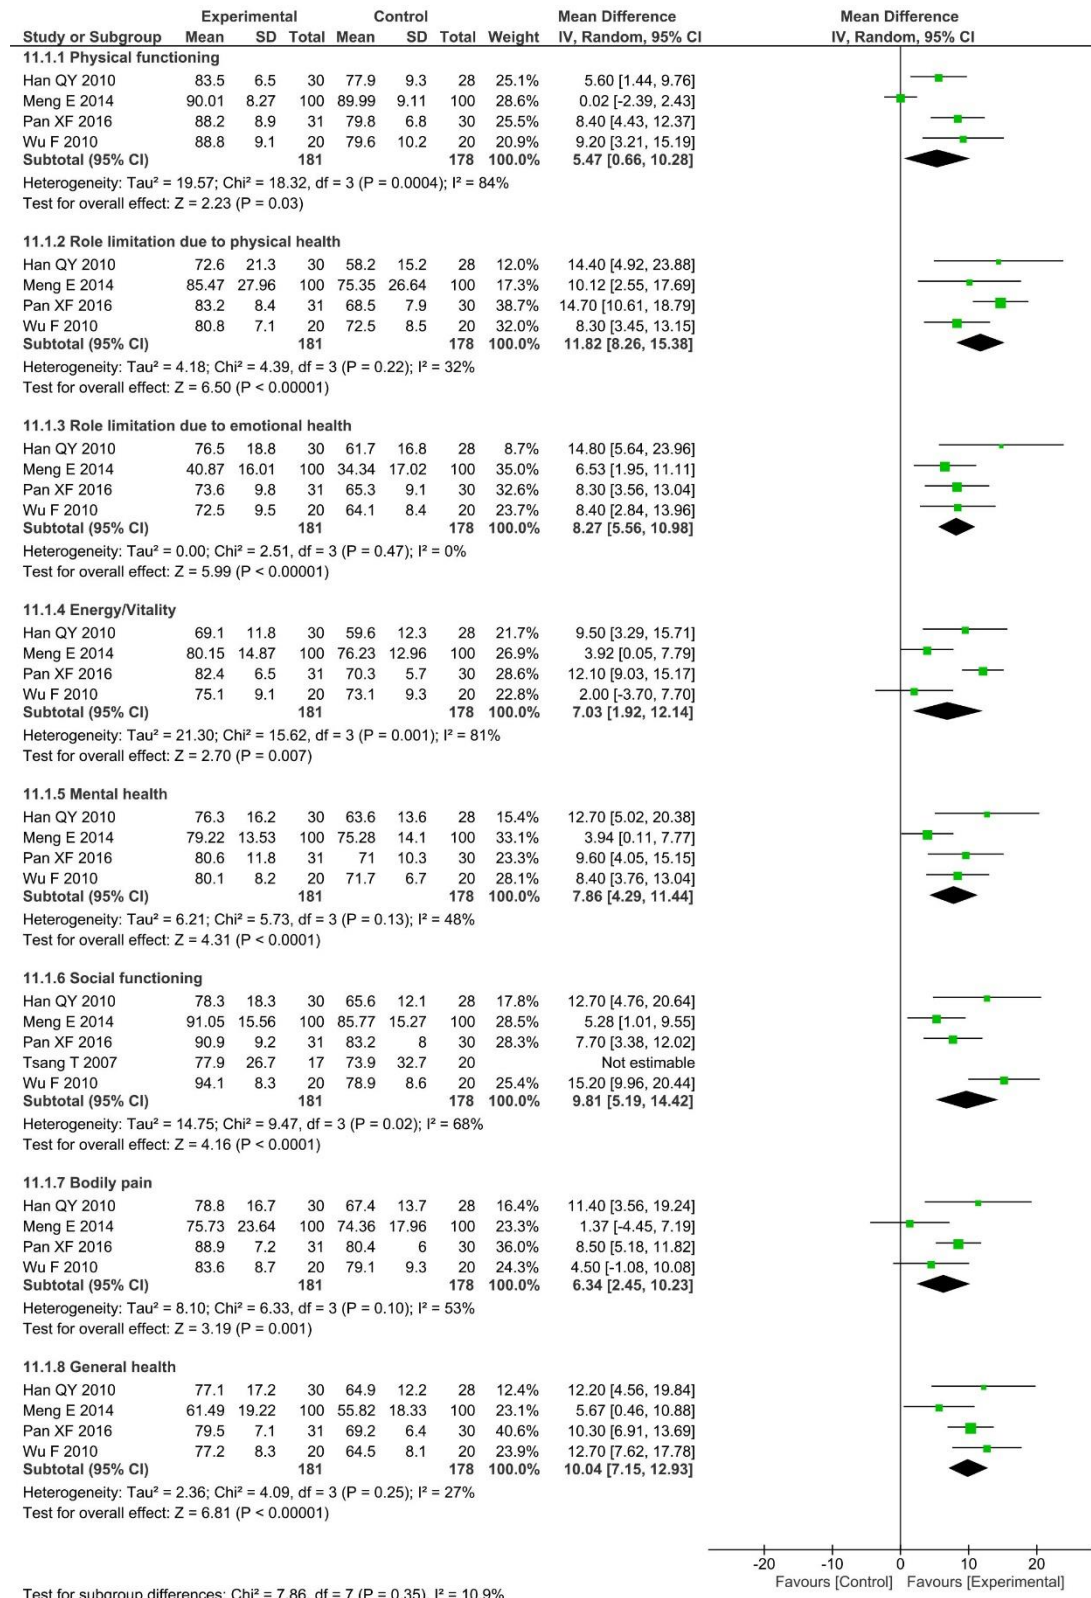 Experimental Control Mean Difference Mean Difference
Study or Subgroup Mean SD Total Mean SD Total Weight IV, Random, 95% CI IV, Random, 95% CI
11.1.1 Physical functioning
Han QY 2010 83.5 6.5 30 77.9 9.3 28 25.1% 5.60 [1.44, 9.76]
Meng E 2014 90.01 8.27 100 89.99 9.11 100 28.6% 0.02 [-2.39, 2.43]
Pan XF 2016 88.2 8.9 31 79.8 6.8 30 25.5% 8.40 [4.43, 12.37]
Wu F 2010 88.8 9.1 20 79.6 10.2 20 20.9% 9.20 [3.21, 15.19]
Subtotal (95% CI) 181 178 100.0% 5.47 [0.66, 10.28]
Heterogeneity: Tau² = 19.57; Chi² = 18.32, df = 3 (P = 0.0004); I² = 84%
Test for overall effect: Z = 2.23 (P = 0.03)
11.1.2 Role limitation due to physical health
Han QY 2010 72.6 21.3 30 58.2 15.2 28 12.0% 14.40 [4.92, 23.88]
Meng E 2014 85.47 27.96 100 75.35 26.64 100 17.3% 10.12 [2.55, 17.69]
Pan XF 2016 83.2 8.4 31 68.5 7.9 30 38.7% 14.70 [10.61, 18.79]
Wu F 2010 80.8 7.1 20 72.5 8.5 20 32.0% 8.30 [3.45, 13.15]
Subtotal (95% CI) 181 178 100.0% 11.82 [8.26, 15.38]
Heterogeneity: Tau² = 4.18; Chi² = 4.39, df = 3 (P = 0.22); I² = 32%
Test for overall effect: Z = 6.50 (P < 0.00001)
11.1.3 Role limitation due to emotional health
Han QY 2010 76.5 18.8 30 61.7 16.8 28 8.7% 14.80 [5.64, 23.96]
Meng E 2014 40.87 16.01 100 34.34 17.02 100 35.0% 6.53 [1.95, 11.11]
Pan XF 2016 73.6 9.8 31 65.3 9.1 30 32.6% 8.30 [3.56, 13.04]
Wu F 2010 72.5 9.5 20 64.1 8.4 20 23.7% 8.40 [2.84, 13.96]
Subtotal (95% CI) 181 178 100.0% 8.27 [5.56, 10.98]
Heterogeneity: Tau² = 0.00; Chi² = 2.51, df = 3 (P = 0.47); I² = 0%
Test for overall effect: Z = 5.99 (P < 0.00001)
11.1.4 Energy/Vitality
Han QY 2010 69.1 11.8 30 59.6 12.3 28 21.7% 9.50 [3.29, 15.71]
Meng E 2014 80.15 14.87 100 76.23 12.96 100 26.9% 3.92 [0.05, 7.79]
Pan XF 2016 82.4 6.5 31 70.3 5.7 30 28.6% 12.10 [9.03, 15.17]
Wu F 2010 75.1 9.1 20 73.1 9.3 20 22.8% 2.00 [-3.70, 7.70]
Subtotal (95% CI) 181 178 100.0% 7.03 [1.92, 12.14]
Heterogeneity: Tau² = 21.30; Chi² = 15.62, df = 3 (P = 0.001); I² = 81%
Test for overall effect: Z = 2.70 (P = 0.007)
11.1.5 Mental health
Han QY 2010 76.3 16.2 30 63.6 13.6 28 15.4% 12.70 [5.02, 20.38]
Meng E 2014 79.22 13.53 100 75.28 14.1 100 33.1% 3.94 [0.11, 7.77]
Pan XF 2016 80.6 11.8 31 71 10.3 30 23.3% 9.60 [4.05, 15.15]
Wu F 2010 80.1 8.2 20 71.7 6.7 20 28.1% 8.40 [3.76, 13.04]
Subtotal (95% CI) 181 178 100.0% 7.86 [4.29, 11.44]
Heterogeneity: Tau² = 6.21; Chi² = 5.73, df = 3 (P = 0.13); I² = 48%
Test for overall effect: Z = 4.31 (P < 0.0001)
11.1.6 Social functioning
Han QY 2010 78.3 18.3 30 65.6 12.1 28 17.8% 12.70 [4.76, 20.64]
Meng E 2014 91.05 15.56 100 85.77 15.27 100 28.5% 5.28 [1.01, 9.55]
Pan XF 2016 90.9 9.2 31 83.2 8 30 28.3% 7.70 [3.38, 12.02]
Tsang T 2007 77.9 26.7 17 73.9 32.7 20 Not estimable
Wu F 2010 94.1 8.3 20 78.9 8.6 20 25.4% 15.20 [9.96, 20.44]
Subtotal (95% CI) 181 178 100.0% 9.81 [5.19, 14.42]
Heterogeneity: Tau² = 14.75; Chi² = 9.47, df = 3 (P = 0.02); I² = 68%
Test for overall effect: Z = 4.16 (P < 0.0001)
11.1.7 Bodily pain
Han QY 2010 78.8 16.7 30 67.4 13.7 28 16.4% 11.40 [3.56, 19.24]
Meng E 2014 75.73 23.64 100 74.36 17.96 100 23.3% 1.37 [-4.45, 7.19]
Pan XF 2016 88.9 7.2 31 80.4 6 30 36.0% 8.50 [5.18, 11.82]
Wu F 2010 83.6 8.7 20 79.1 9.3 20 24.3% 4.50 [-1.08, 10.08]
Subtotal (95% CI) 181 178 100.0% 6.34 [2.45, 10.23]
Heterogeneity: Tau² = 8.10; Chi² = 6.33, df = 3 (P = 0.10); I² = 53%
Test for overall effect: Z = 3.19 (P = 0.001)
11.1.8 General health
Han QY 2010 77.1 17.2 30 64.9 12.2 28 12.4% 12.20 [4.56, 19.84]
Meng E 2014 61.49 19.22 100 55.82 18.33 100 23.1% 5.67 [0.46, 10.88]
Pan XF 2016 79.5 7.1 31 69.2 6.4 30 40.6% 10.30 [6.91, 13.69]
Wu F 2010 77.2 8.3 20 64.5 8.1 20 23.9% 12.70 [7.62, 17.78]
Subtotal (95% CI) 181 178 100.0% 10.04 [7.15, 12.93]
Heterogeneity: Tau² = 2.36; Chi² = 4.09, df = 3 (P = 0.25); I² = 27%
Test for overall effect: Z = 6.81 (P < 0.00001)
-20 -10 0 10 20
Favours [Control] Favours [Experimental]
Test for subgroup differences: Chi² = 7.86, df = 7 (P = 0.35), I² = 10.9%